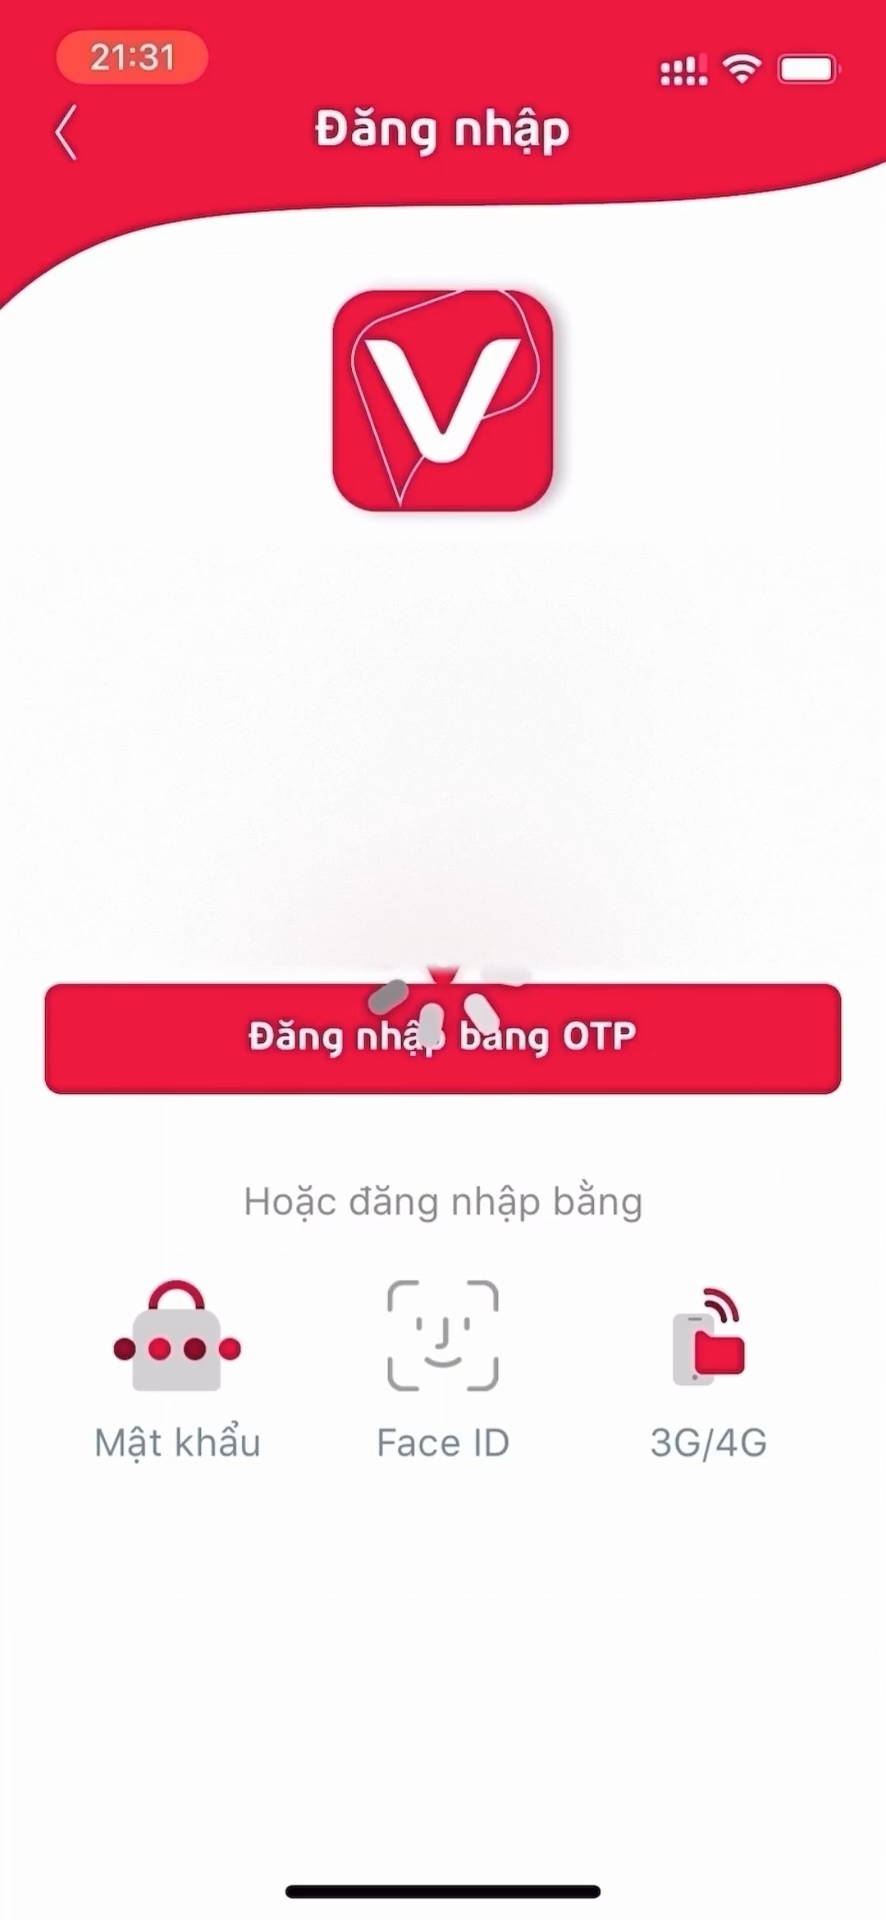 21:31
Đăng nhập
V
Đăng nhập bằng OTP
Hoặc đăng nhập bằng
Mật khẩu
Face ID
3G/4G